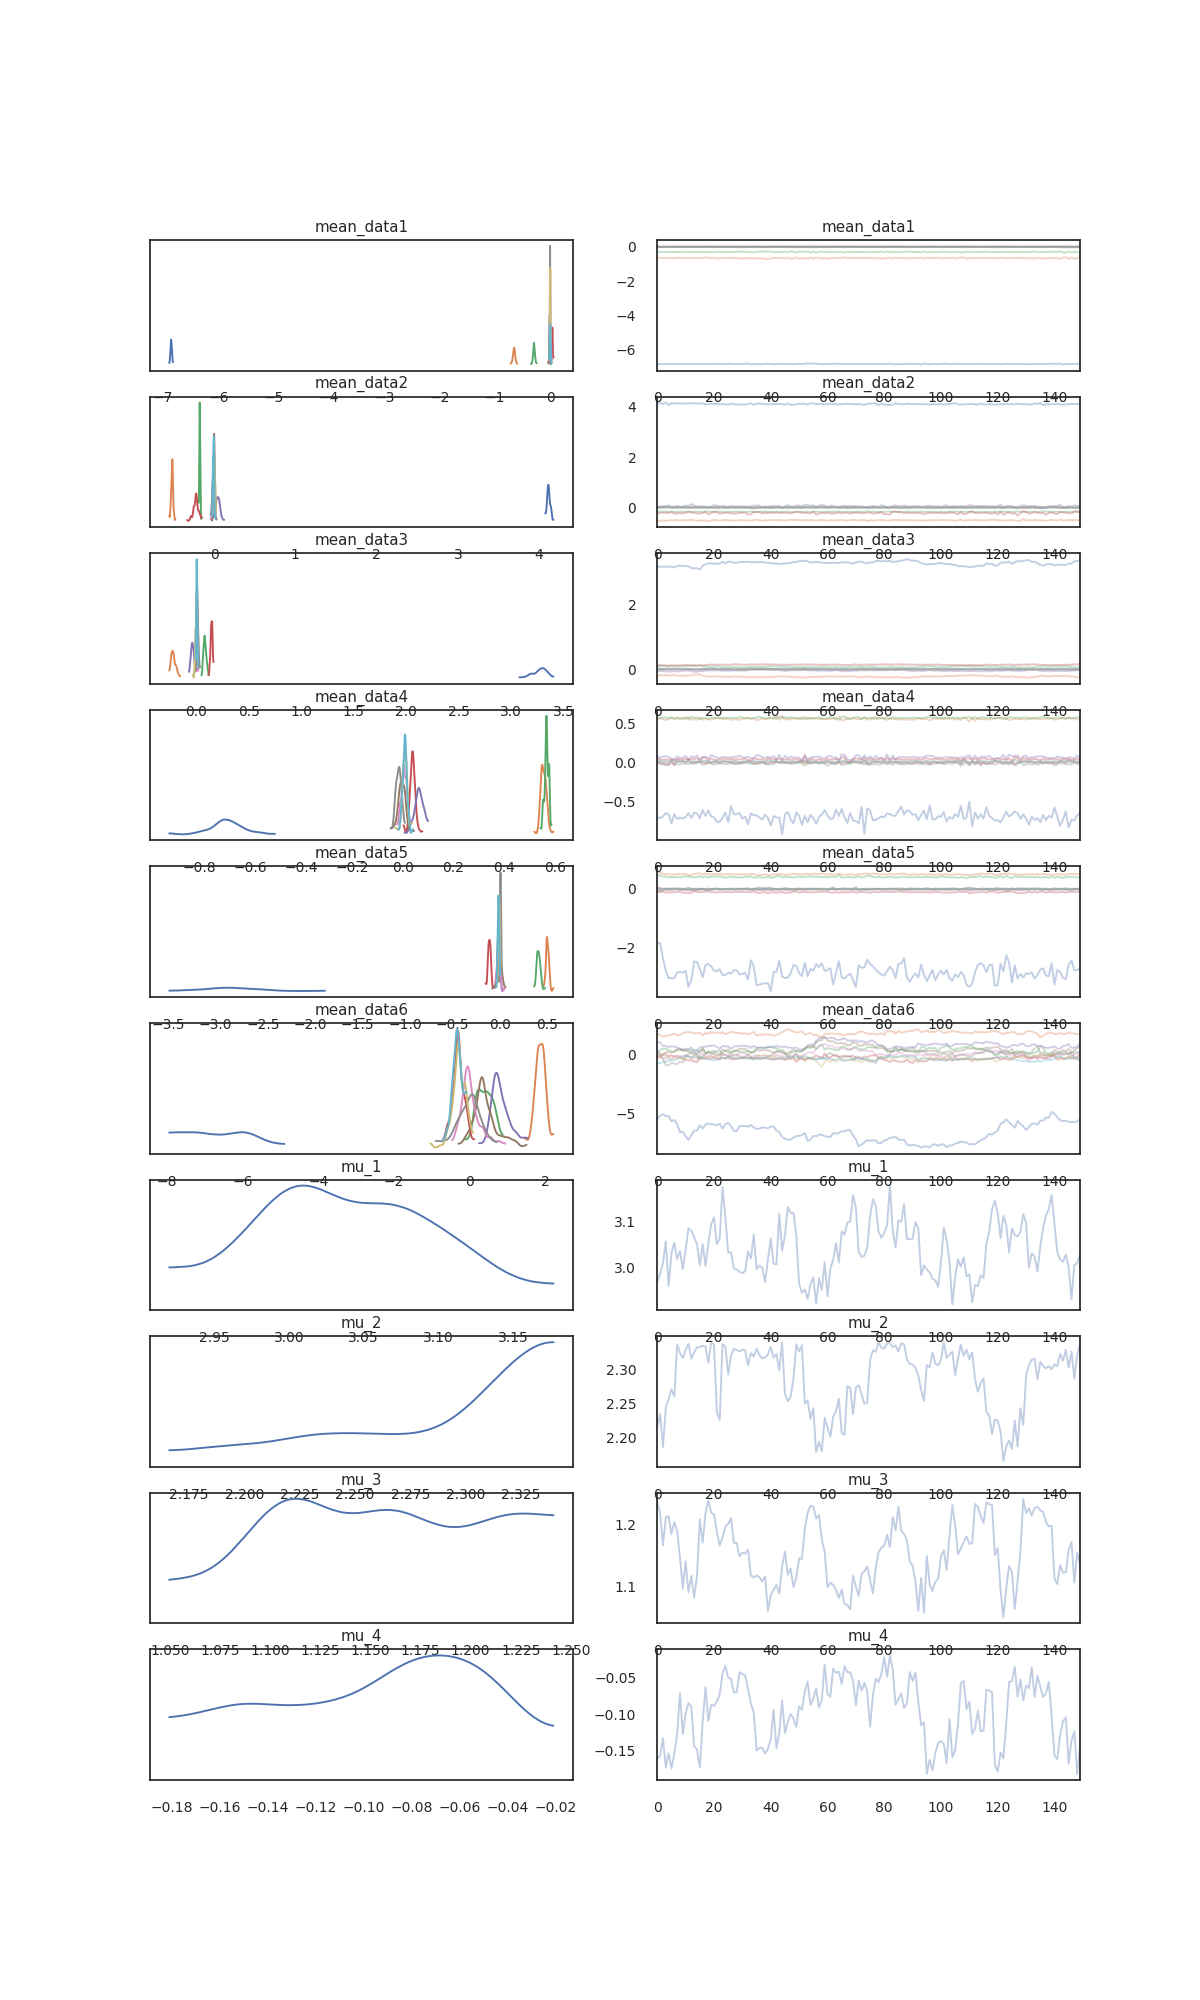 mean_data1 mean_data1
0
−2
−4
−6
−7 −6 −5 −4 −3 −2 −1 0 0 20 40 60 80 100 120 140
mean_data2 mean_data2
4
2
0
0 1 2 3 4 0 20 40 60 80 100 120 140
mean_data3 mean_data3
2
0
0.0 0.5 1.0 1.5 2.0 2.5 3.0 3.5 0 20 40 60 80 100 120 140
mean_data4 mean_data4
0.5
0.0
−0.5
−0.8 −0.6 −0.4 −0.2 0.0 0.2 0.4 0.6 0 20 40 60 80 100 120 140
mean_data5 mean_data5
0
−2
−3.5 −3.0 −2.5 −2.0 −1.5 −1.0 −0.5 0.0 0.5 0 20 40 60 80 100 120 140
mean_data6 mean_data6
0
−5
−8 −6 −4 −2 0 2 0 20 40 60 80 100 120 140
mu_1 mu_1
3.1
3.0
2.95 3.00 3.05 3.10 3.15 0 20 40 60 80 100 120 140
mu_2 mu_2
2.30
2.25
2.20
2.175 2.200 2.225 2.250 2.275 2.300 2.325 0 20 40 60 80 100 120 140
mu_3 mu_3
1.2
1.1
1.050 1.075 1.100 1.125 1.150 1.175 1.200 1.225 1.250 0 20 40 60 80 100 120 140
mu_4 mu_4
−0.05
−0.10
−0.15
−0.18 −0.16 −0.14 −0.12 −0.10 −0.08 −0.06 −0.04 −0.02 0 20 40 60 80 100 120 140